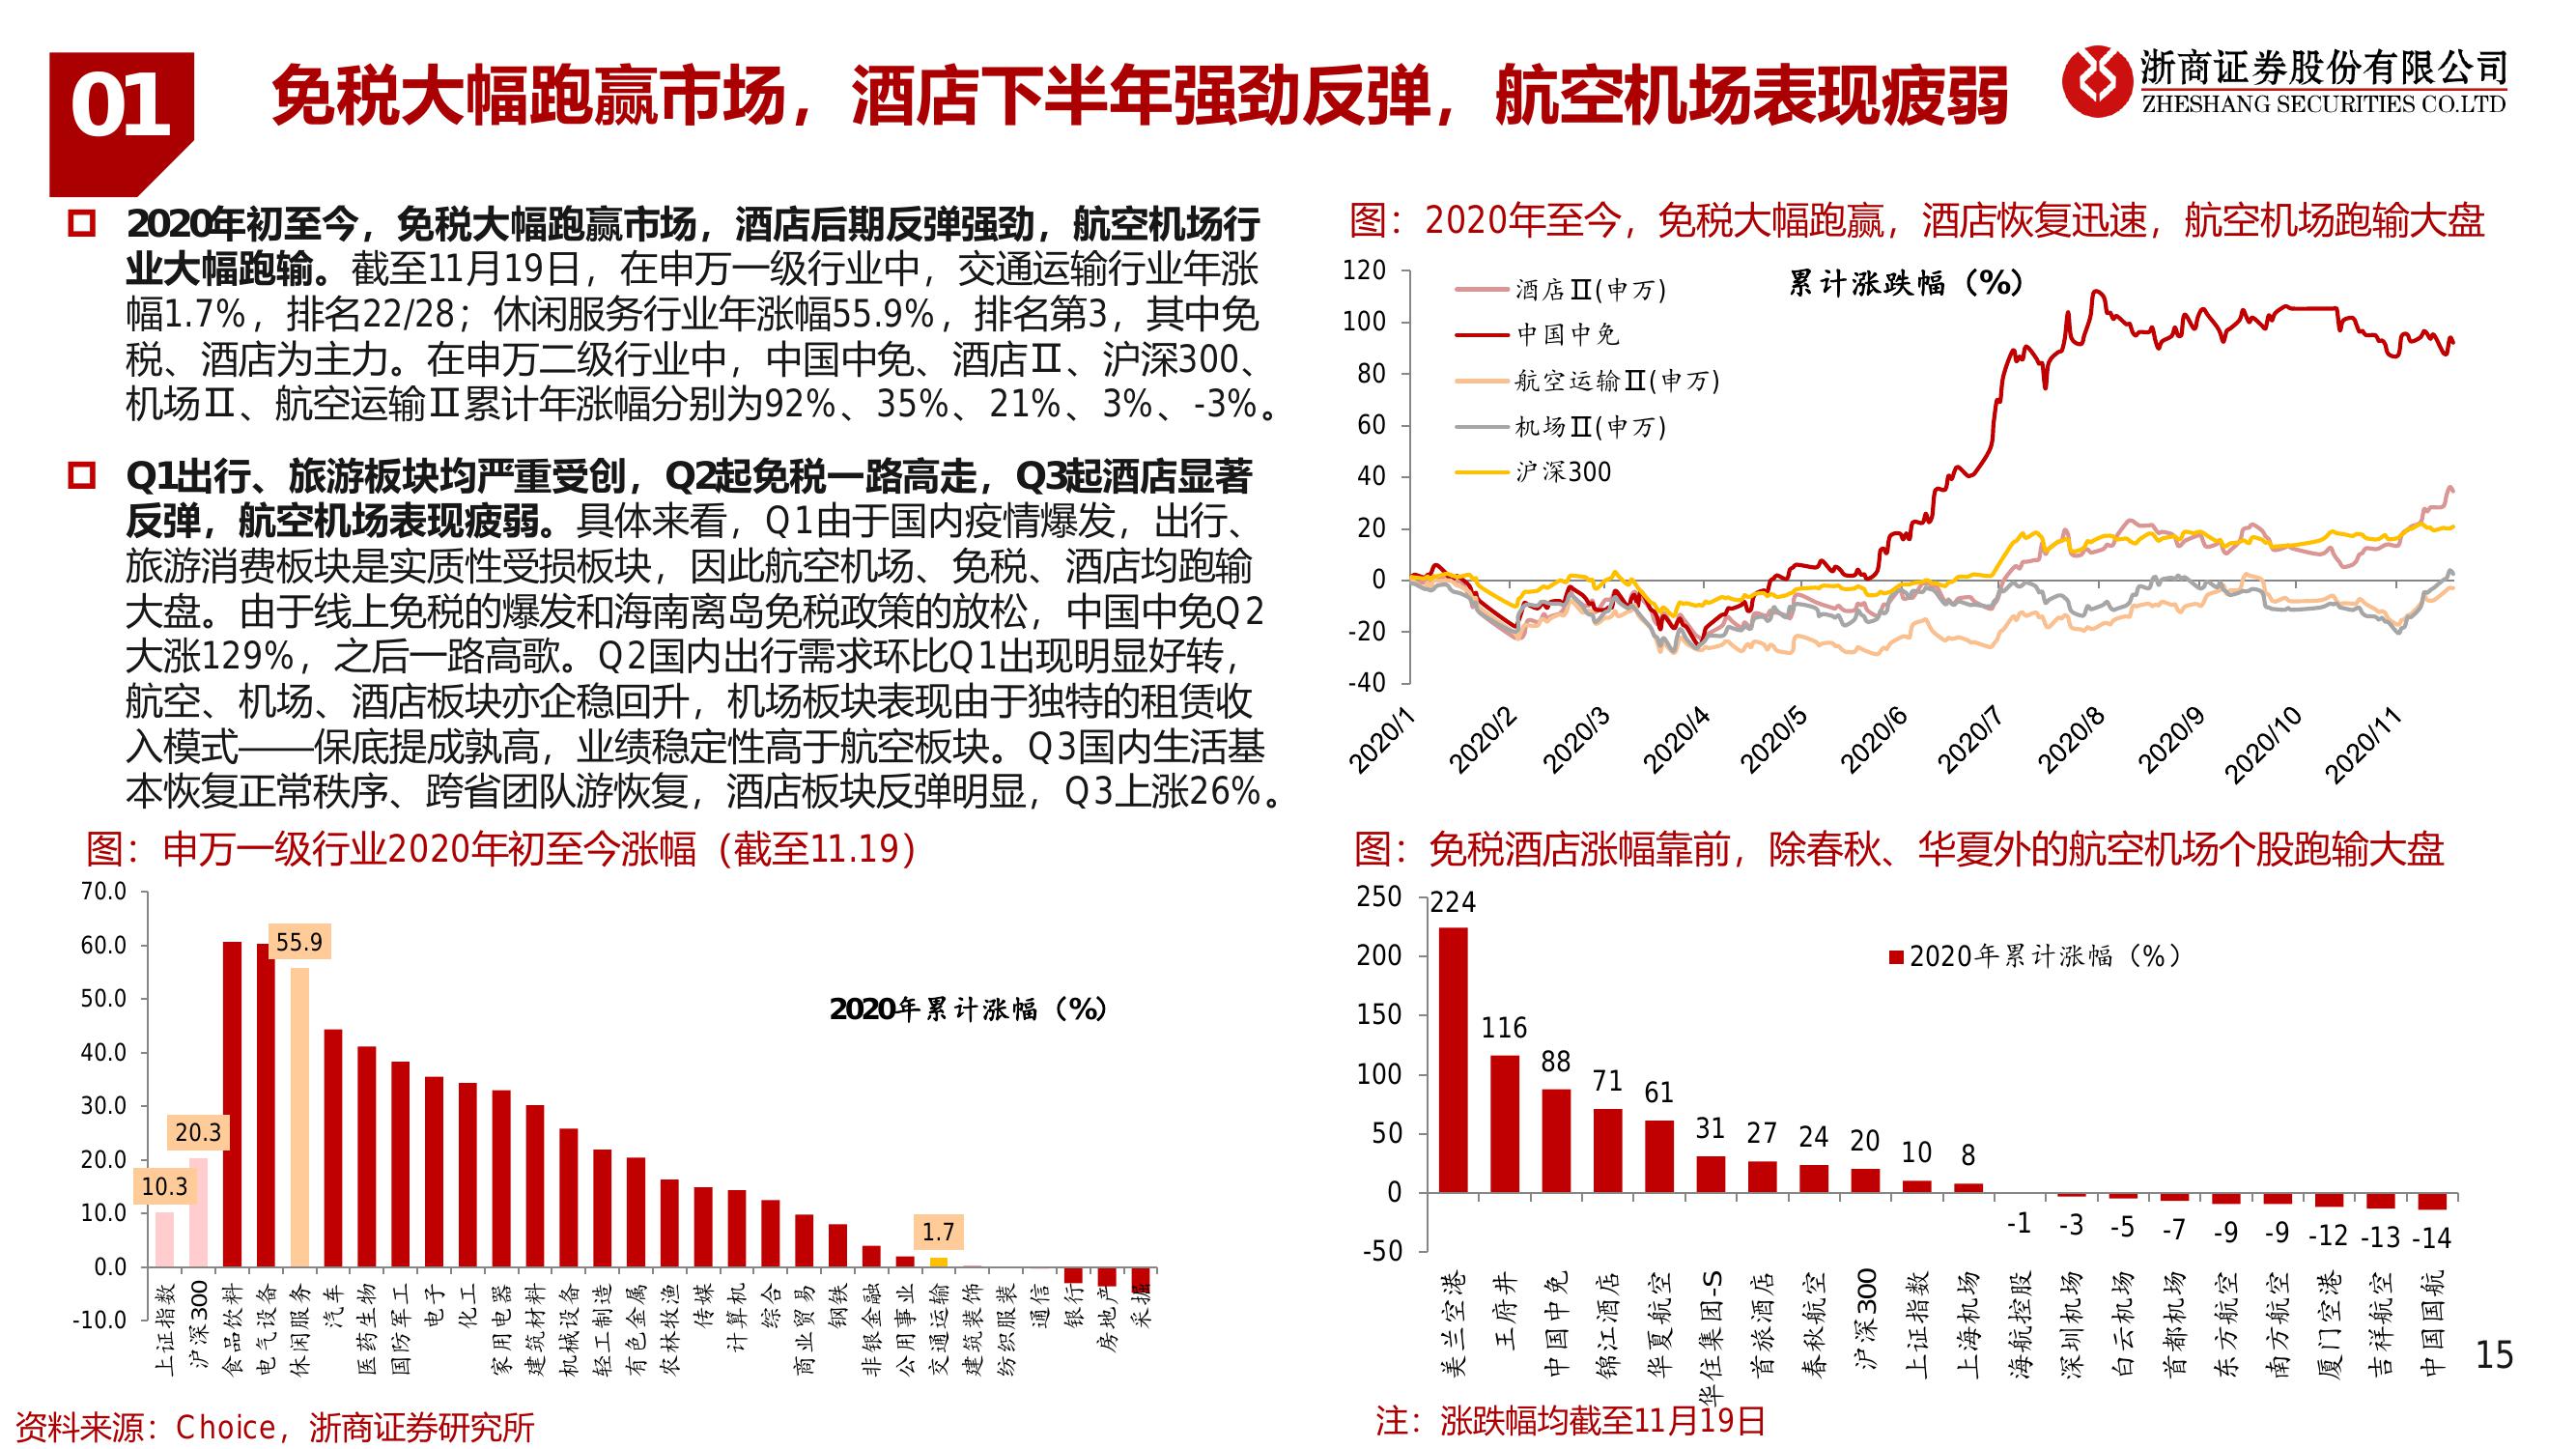 01
免税大幅跑赢市场，酒店下半年强劲反弹，航空机场表现疲弱
浙商证券股份有限公司
ZHESHANG SECURITIES CO.LTD
2020年初至今，免税大幅跑赢市场，酒店后期反弹强劲，航空机场行
业大幅跑输。截至11月19日，在申万一级行业中，交通运输行业年涨
幅1.7%，排名22/28；休闲服务行业年涨幅55.9%，排名第3，其中免
税、酒店为主力。在申万二级行业中，中国中免、酒店Ⅱ、沪深300、
机场Ⅱ、航空运输Ⅱ累计年涨幅分别为92%、35%、21%、3%、-3%。
Q1出行、旅游板块均严重受创，Q2起免税一路高走，Q3起酒店显著
反弹，航空机场表现疲弱。具体来看，Q1由于国内疫情爆发，出行、
旅游消费板块是实质性受损板块，因此航空机场、免税、酒店均跑输
大盘。由于线上免税的爆发和海南离岛免税政策的放松，中国中免Q2
大涨129%，之后一路高歌。Q2国内出行需求环比Q1出现明显好转，
航空、机场、酒店板块亦企稳回升，机场板块表现由于独特的租赁收
入模式——保底提成孰高，业绩稳定性高于航空板块。Q3国内生活基
本恢复正常秩序、跨省团队游恢复，酒店板块反弹明显，Q3上涨26%。
图：2020年至今，免税大幅跑赢，酒店恢复迅速，航空机场跑输大盘
累计涨跌幅（%）
120
100
80
60
40
20
0
-20
-40
酒店Ⅱ(申万)
中国中免
航空运输Ⅱ(申万)
机场Ⅱ(申万)
沪深300
2020/1
2020/2
2020/3
2020/4
2020/5
2020/6
2020/7
2020/8
2020/9
2020/10
2020/11
图：申万一级行业2020年初至今涨幅（截至11.19）
2020年累计涨幅（%）
70.0
60.0
50.0
40.0
30.0
20.0
10.0
0.0
-10.0
10.3
20.3
55.9
1.7
上证指数
沪深300
食品饮料
电气设备
休闲服务
汽车
医药生物
国防军工
电子
化工
家用电器
建筑材料
机械设备
轻工制造
有色金属
农林牧渔
传媒
计算机
综合
商业贸易
钢铁
非银金融
公用事业
交通运输
建筑装饰
纺织服装
通信
银行
房地产
采掘
图：免税酒店涨幅靠前，除春秋、华夏外的航空机场个股跑输大盘
2020年累计涨幅（%）
250
200
150
100
50
0
-50
224
116
88
71
61
31
27
24
20
10
8
-1
-3
-5
-7
-9
-9
-12
-13
-14
美兰空港
王府井
中国中免
锦江酒店
华夏航空
华住集团-S
首旅酒店
春秋航空
沪深300
上证指数
上海机场
海航控股
深圳机场
白云机场
首都机场
东方航空
南方航空
厦门空港
吉祥航空
中国国航
15
资料来源：Choice，浙商证券研究所
注：涨跌幅均截至11月19日